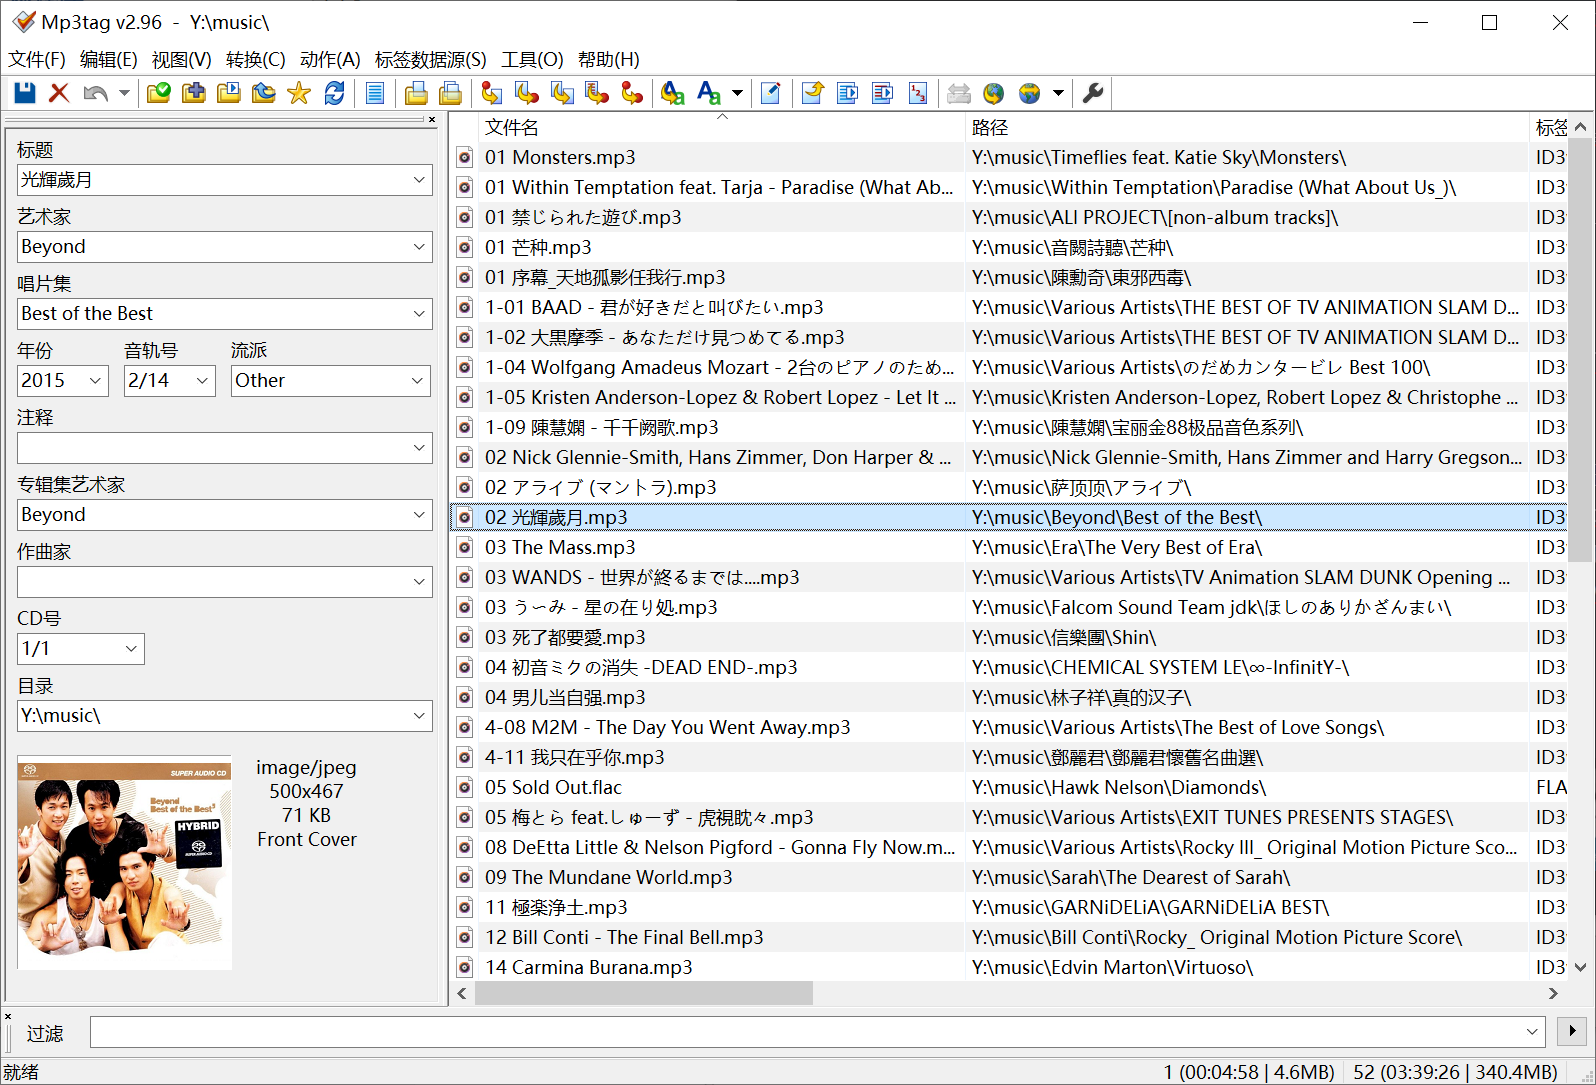 Mp3tag v2.96 - Y:\music\
文件(F) 编辑(E) 视图(V) 转换(C) 动作(A) 标签数据源(S) 工具(O) 帮助(H)
标题
光輝歲月
艺术家
Beyond
唱片集
Best of the Best
年份 音轨号 流派
2015 2/14 Other
注释
专辑集艺术家
Beyond
作曲家
CD号
1/1
目录
Y:\music\
SUPER AUDIO CD
Beyond
Best of the Best
HYBRID
image/jpeg
500x467
71 KB
Front Cover
文件名 路径 标签
01 Monsters.mp3 Y:\music\Timeflies feat. Katie Sky\Monsters\ ID3
01 Within Temptation feat. Tarja - Paradise (What Ab... Y:\music\Within Temptation\Paradise (What About Us_)\ ID3
01 禁じられた遊び.mp3 Y:\music\ALI PROJECT\[non-album tracks]\ ID3
01 芒种.mp3 Y:\music\音闕詩聽\芒种\ ID3
01 序幕_天地孤影任我行.mp3 Y:\music\陳勳奇\東邪西毒\ ID3
1-01 BAAD - 君が好きだと叫びたい.mp3 Y:\music\Various Artists\THE BEST OF TV ANIMATION SLAM D... ID3
1-02 大黒摩季 - あなただけ見つめてる.mp3 Y:\music\Various Artists\THE BEST OF TV ANIMATION SLAM D... ID3
1-04 Wolfgang Amadeus Mozart - 2台のピアノのため... Y:\music\Various Artists\のだめカンタービレ Best 100\ ID3
1-05 Kristen Anderson-Lopez & Robert Lopez - Let It ... Y:\music\Kristen Anderson-Lopez, Robert Lopez & Christophe ... ID3
1-09 陳慧嫻 - 千千阙歌.mp3 Y:\music\陳慧嫻\宝丽金88极品音色系列\ ID3
02 Nick Glennie-Smith, Hans Zimmer, Don Harper & ... Y:\music\Nick Glennie-Smith, Hans Zimmer and Harry Gregson... ID3
02 アライブ (マントラ).mp3 Y:\music\萨顶顶\アライブ\ ID3
02 光輝歲月.mp3 Y:\music\Beyond\Best of the Best\ ID3
03 The Mass.mp3 Y:\music\Era\The Very Best of Era\ ID3
03 WANDS - 世界が終るまでは....mp3 Y:\music\Various Artists\TV Animation SLAM DUNK Opening ... ID3
03 うーみ - 星の在り処.mp3 Y:\music\Falcom Sound Team jdk\ほしのありかざんまい\ ID3
03 死了都要愛.mp3 Y:\music\信樂團\Shin\ ID3
04 初音ミクの消失 -DEAD END-.mp3 Y:\music\CHEMICAL SYSTEM LE\∞-InfinitY-\ ID3
04 男儿当自强.mp3 Y:\music\林子祥\真的汉子\ ID3
4-08 M2M - The Day You Went Away.mp3 Y:\music\Various Artists\The Best of Love Songs\ ID3
4-11 我只在乎你.mp3 Y:\music\鄧麗君\鄧麗君懷舊名曲選\ ID3
05 Sold Out.flac Y:\music\Hawk Nelson\Diamonds\ FLA
05 梅とら feat.しゅーず - 虎視眈々.mp3 Y:\music\Various Artists\EXIT TUNES PRESENTS STAGES\ ID3
08 DeEtta Little & Nelson Pigford - Gonna Fly Now.m... Y:\music\Various Artists\Rocky III_ Original Motion Picture Sco... ID3
09 The Mundane World.mp3 Y:\music\Sarah\The Dearest of Sarah\ ID3
11 極楽浄土.mp3 Y:\music\GARNiDELiA\GARNiDELiA BEST\ ID3
12 Bill Conti - The Final Bell.mp3 Y:\music\Bill Conti\Rocky_ Original Motion Picture Score\ ID3
14 Carmina Burana.mp3 Y:\music\Edvin Marton\Virtuoso\ ID3
过滤
就绪 1 (00:04:58 | 4.6MB) 52 (03:39:26 | 340.4MB)